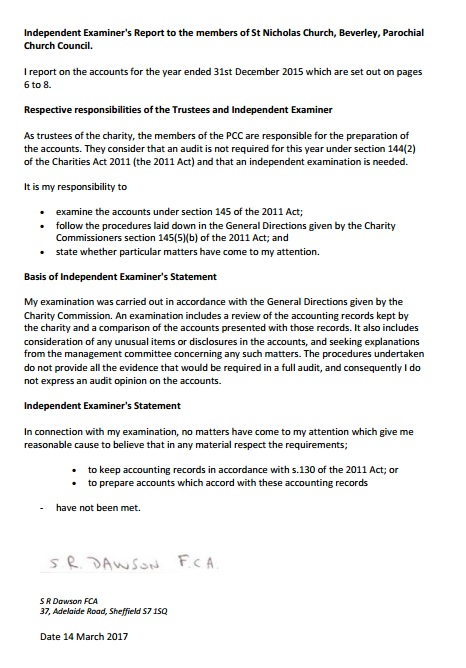 Independent Examiner's Report to the members of St Nicholas Church, Beverley, Parochial
Church Council.
I report on the accounts for the year ended 31st December 2015 which are set out on pages
6 to 8.
Respective responsibilities of the Trustees and Independent Examiner
As trustees of the charity, the members of the PCC are responsible for the preparation of
the accounts. They consider that an audit is not required for this year under section 144(2)
of the Charities Act 2011 (the 2011 Act) and that an independent examination is needed.
It is my responsibility to
• examine the accounts under section 145 of the 2011 Act;
• follow the procedures laid down in the General Directions given by the Charity
Commissioners section 145(5)(b) of the 2011 Act; and
• state whether particular matters have come to my attention.
Basis of Independent Examiner's Statement
My examination was carried out in accordance with the General Directions given by the
Charity Commission. An examination includes a review of the accounting records kept by
the charity and a comparison of the accounts presented with those records. It also includes
consideration of any unusual items or disclosures in the accounts, and seeking explanations
from the management committee concerning any such matters. The procedures undertaken
do not provide all the evidence that would be required in a full audit, and consequently I do
not express an audit opinion on the accounts.
Independent Examiner's Statement
In connection with my examination, no matters have come to my attention which give me
reasonable cause to believe that in any material respect the requirements;
• to keep accounting records in accordance with s.130 of the 2011 Act; or
• to prepare accounts which accord with these accounting records
- have not been met.
S R. DAWSON F.C.A.
S R Dawson FCA
37, Adelaide Road, Sheffield S7 1SQ
Date 14 March 2017